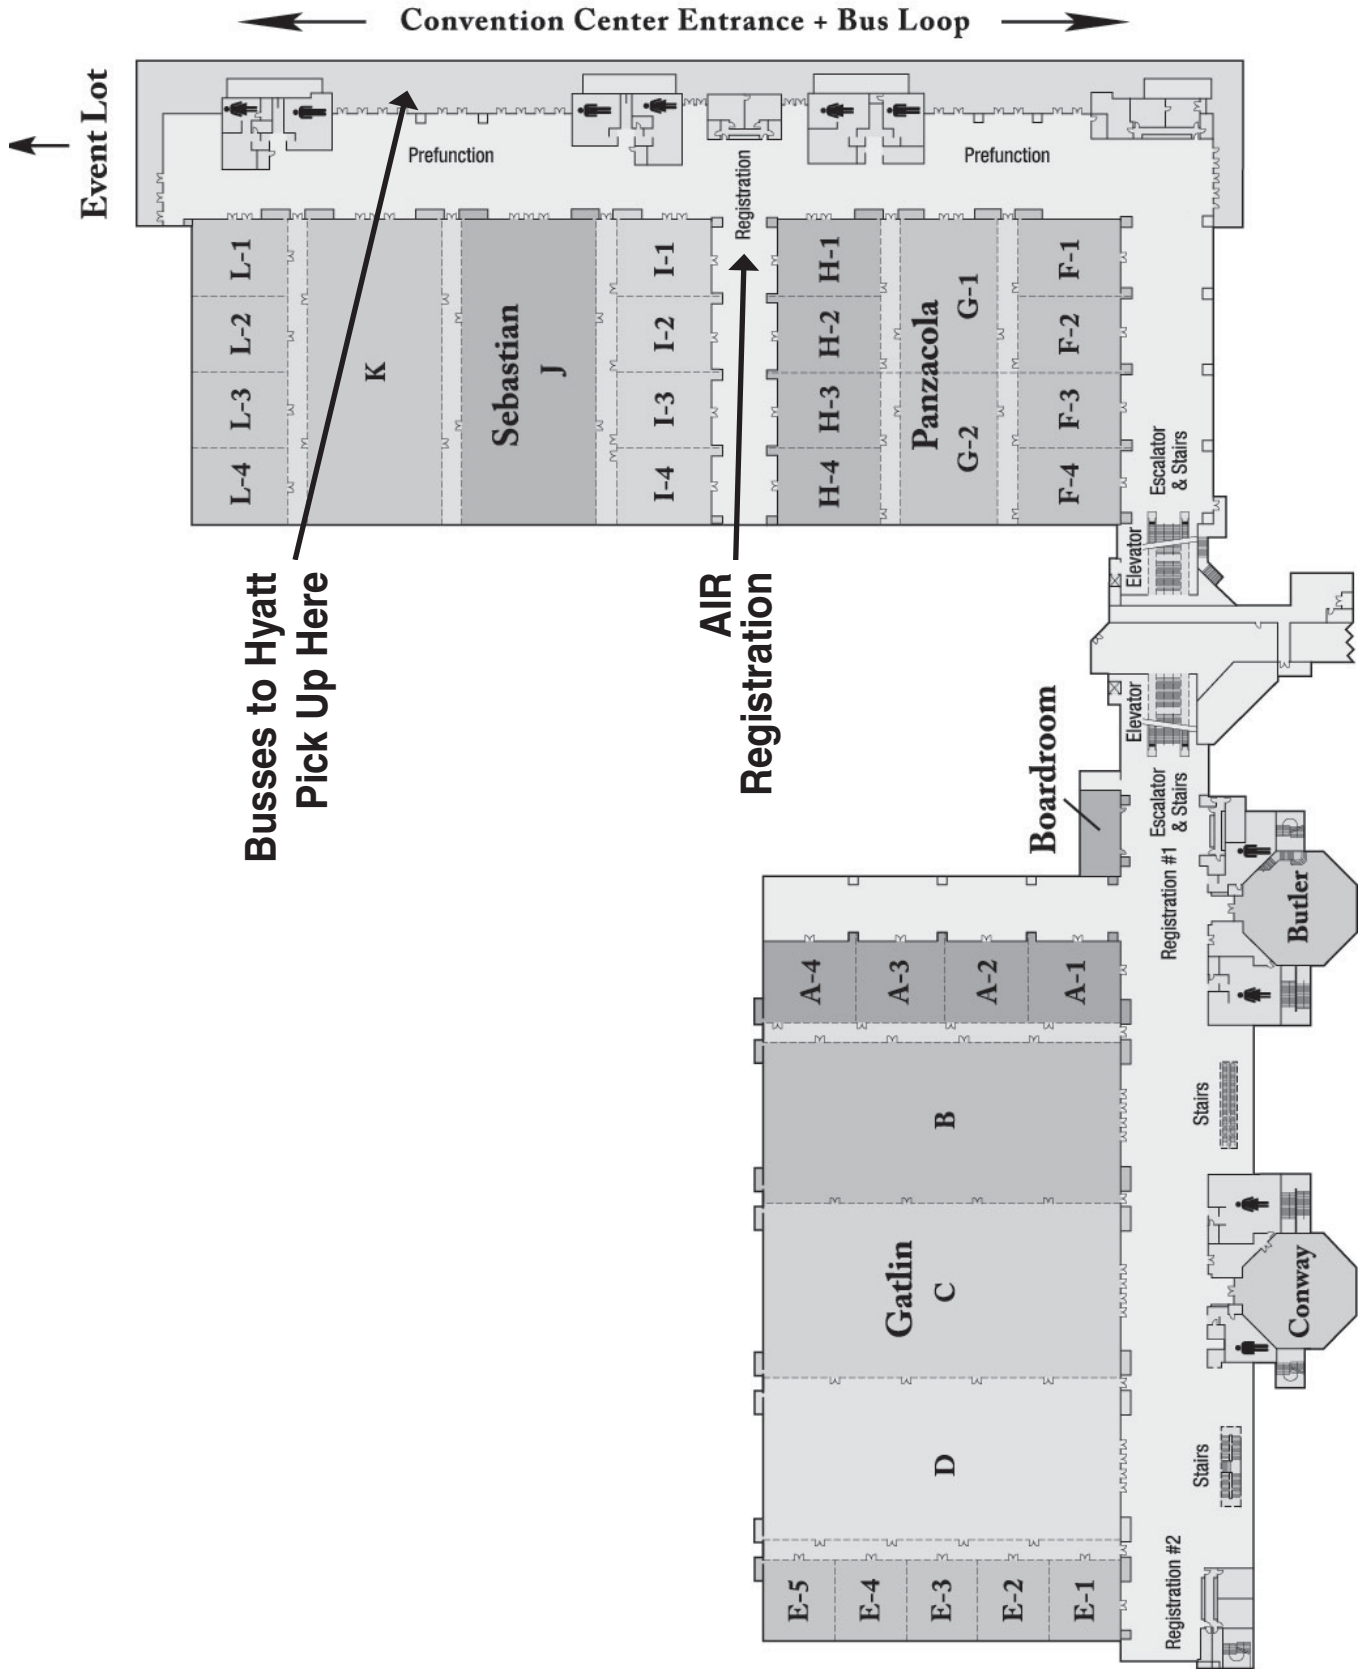 Convention Center Entrance + Bus Loop
Event Lot
Prefunction
Registration
Prefunction
L-1
L-2
L-3
L-4
K
Sebastian
J
I-1
I-2
I-3
I-4
H-1
H-2
H-3
H-4
Panzacola
G-1
G-2
F-1
F-2
F-3
F-4
Escalator
& Stairs
Elevator
Busses to Hyatt
Pick Up Here
AIR
Registration
Elevator
Escalator
& Stairs
Boardroom
Registration #1
Butler
A-4
A-3
A-2
A-1
B
Stairs
Gatlin
C
Conway
D
Stairs
E-5
E-4
E-3
E-2
E-1
Registration #2